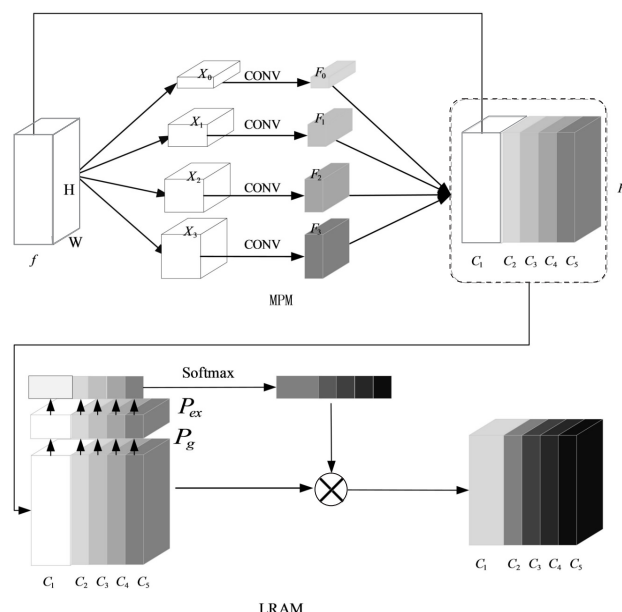 X0 CONV F0
X1 CONV F1
H X2 CONV F2
W X3 CONV F3
f
C1 C2 C3 C4 C5
MPM
Softmax
Pex
Pg
C1 C2 C3 C4 C5
C1 C2 C3 C4 C5
LRAM